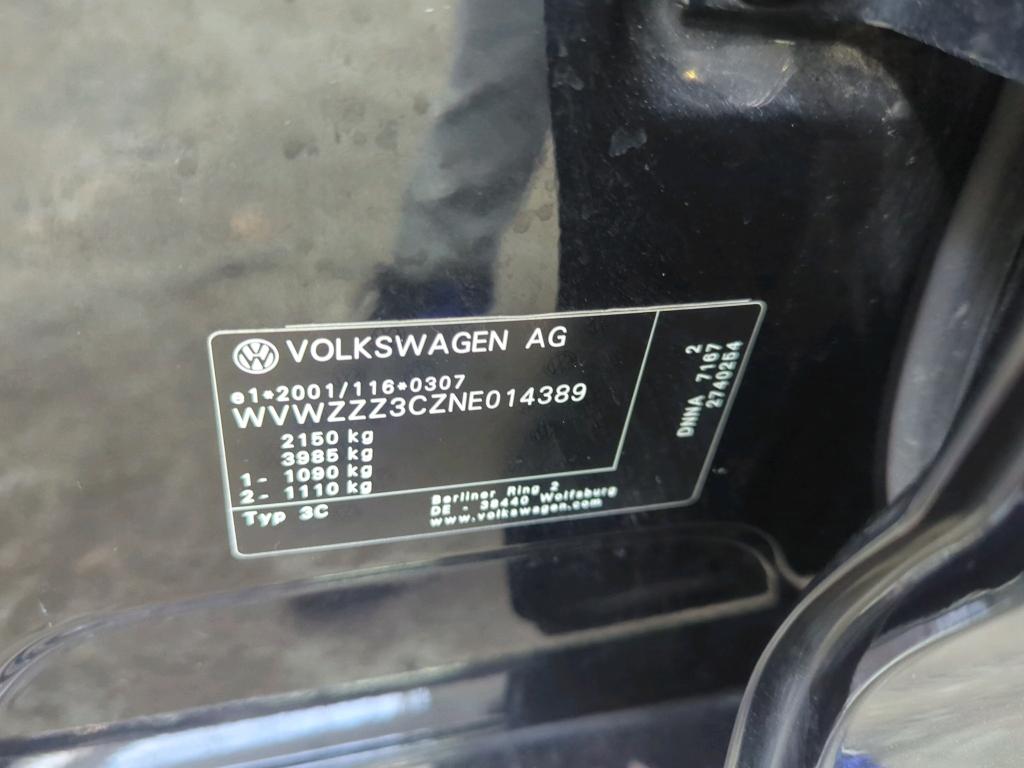 VOLKSWAGEN AG
e1*2001/116*0307
WVWZZZ3CZNE014389
2150 kg
3985 kg
1- 1090 kg
2- 1110 kg
Typ 3C
Berliner Ring 2
DE - 38440 Wolfsburg
www.volkswagen.com
DNNA 7167 2
2740254